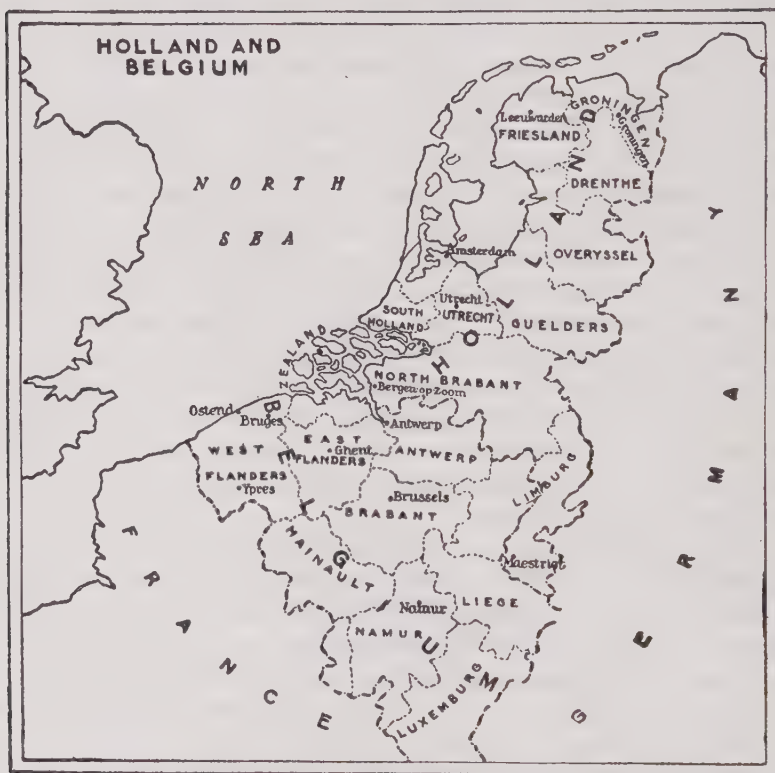 HOLLAND AND
BELGIUM
NORTH
SEA
GRONINGEN
Groningen
Leeuwarden
FRIESLAND
DRENTHE
HOLLAND
Amsterdam
OVERYSSEL
Utrecht
UTRECHT
SOUTH
HOLLAND
GUELDERS
GERMANY
ZEELAND
NORTH BRABANT
Bergen op Zoom
Ostend
Bruges
BELGIUM
Antwerp
WEST
FLANDERS
EAST
FLANDERS
Ghent
ANTWERP
LIMBURG
Ypres
Brussels
BRABANT
HAINAULT
Maestrigt
Namur
LIEGE
NAMUR
LUXEMBURG
FRANCE